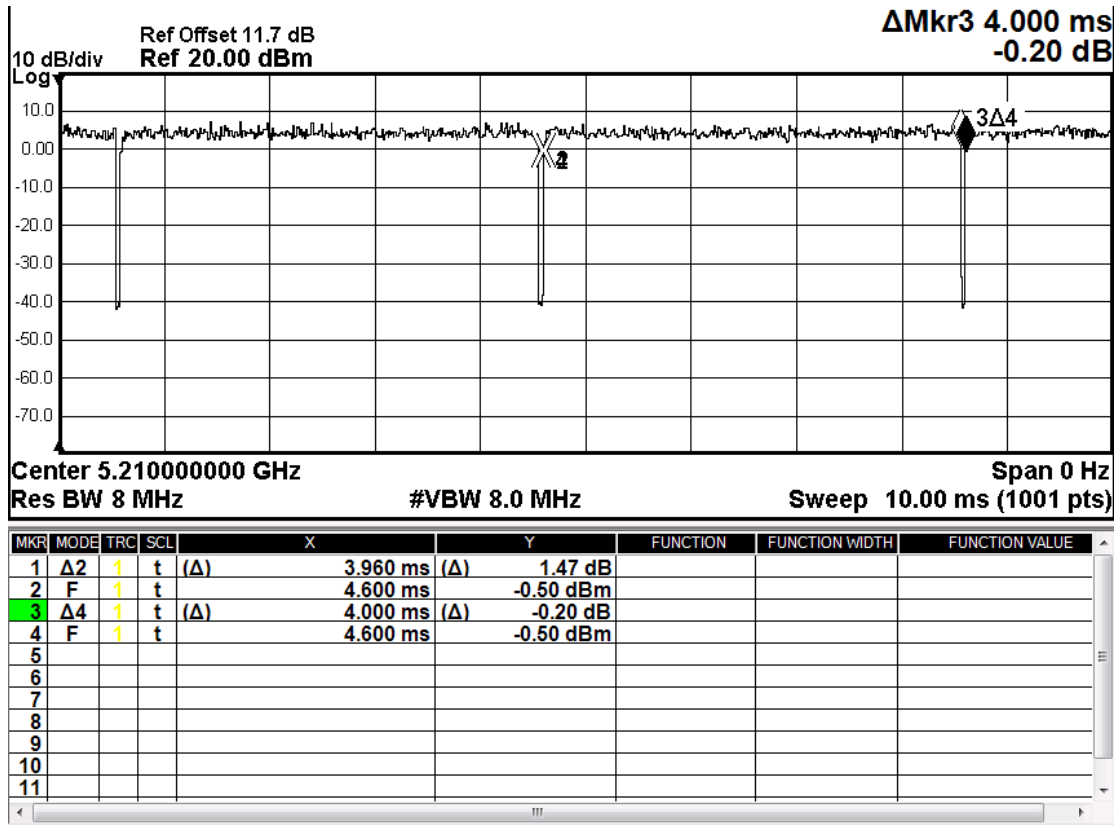 ΔMkr3 4.000 ms
-0.20 dB
Ref Offset 11.7 dB
10 dB/div Ref 20.00 dBm
Log
10.0
0.00
-10.0
-20.0
-30.0
-40.0
-50.0
-60.0
-70.0
3Δ4
Center 5.210000000 GHz Span 0 Hz
Res BW 8 MHz #VBW 8.0 MHz Sweep 10.00 ms (1001 pts)
MKR MODE TRC SCL X Y FUNCTION FUNCTION WIDTH FUNCTION VALUE
1 Δ2 1 t (Δ) 3.960 ms (Δ) 1.47 dB
2 F 1 t 4.600 ms -0.50 dBm
3 Δ4 1 t (Δ) 4.000 ms (Δ) -0.20 dB
4 F 1 t 4.600 ms -0.50 dBm
5
6
7
8
9
10
11